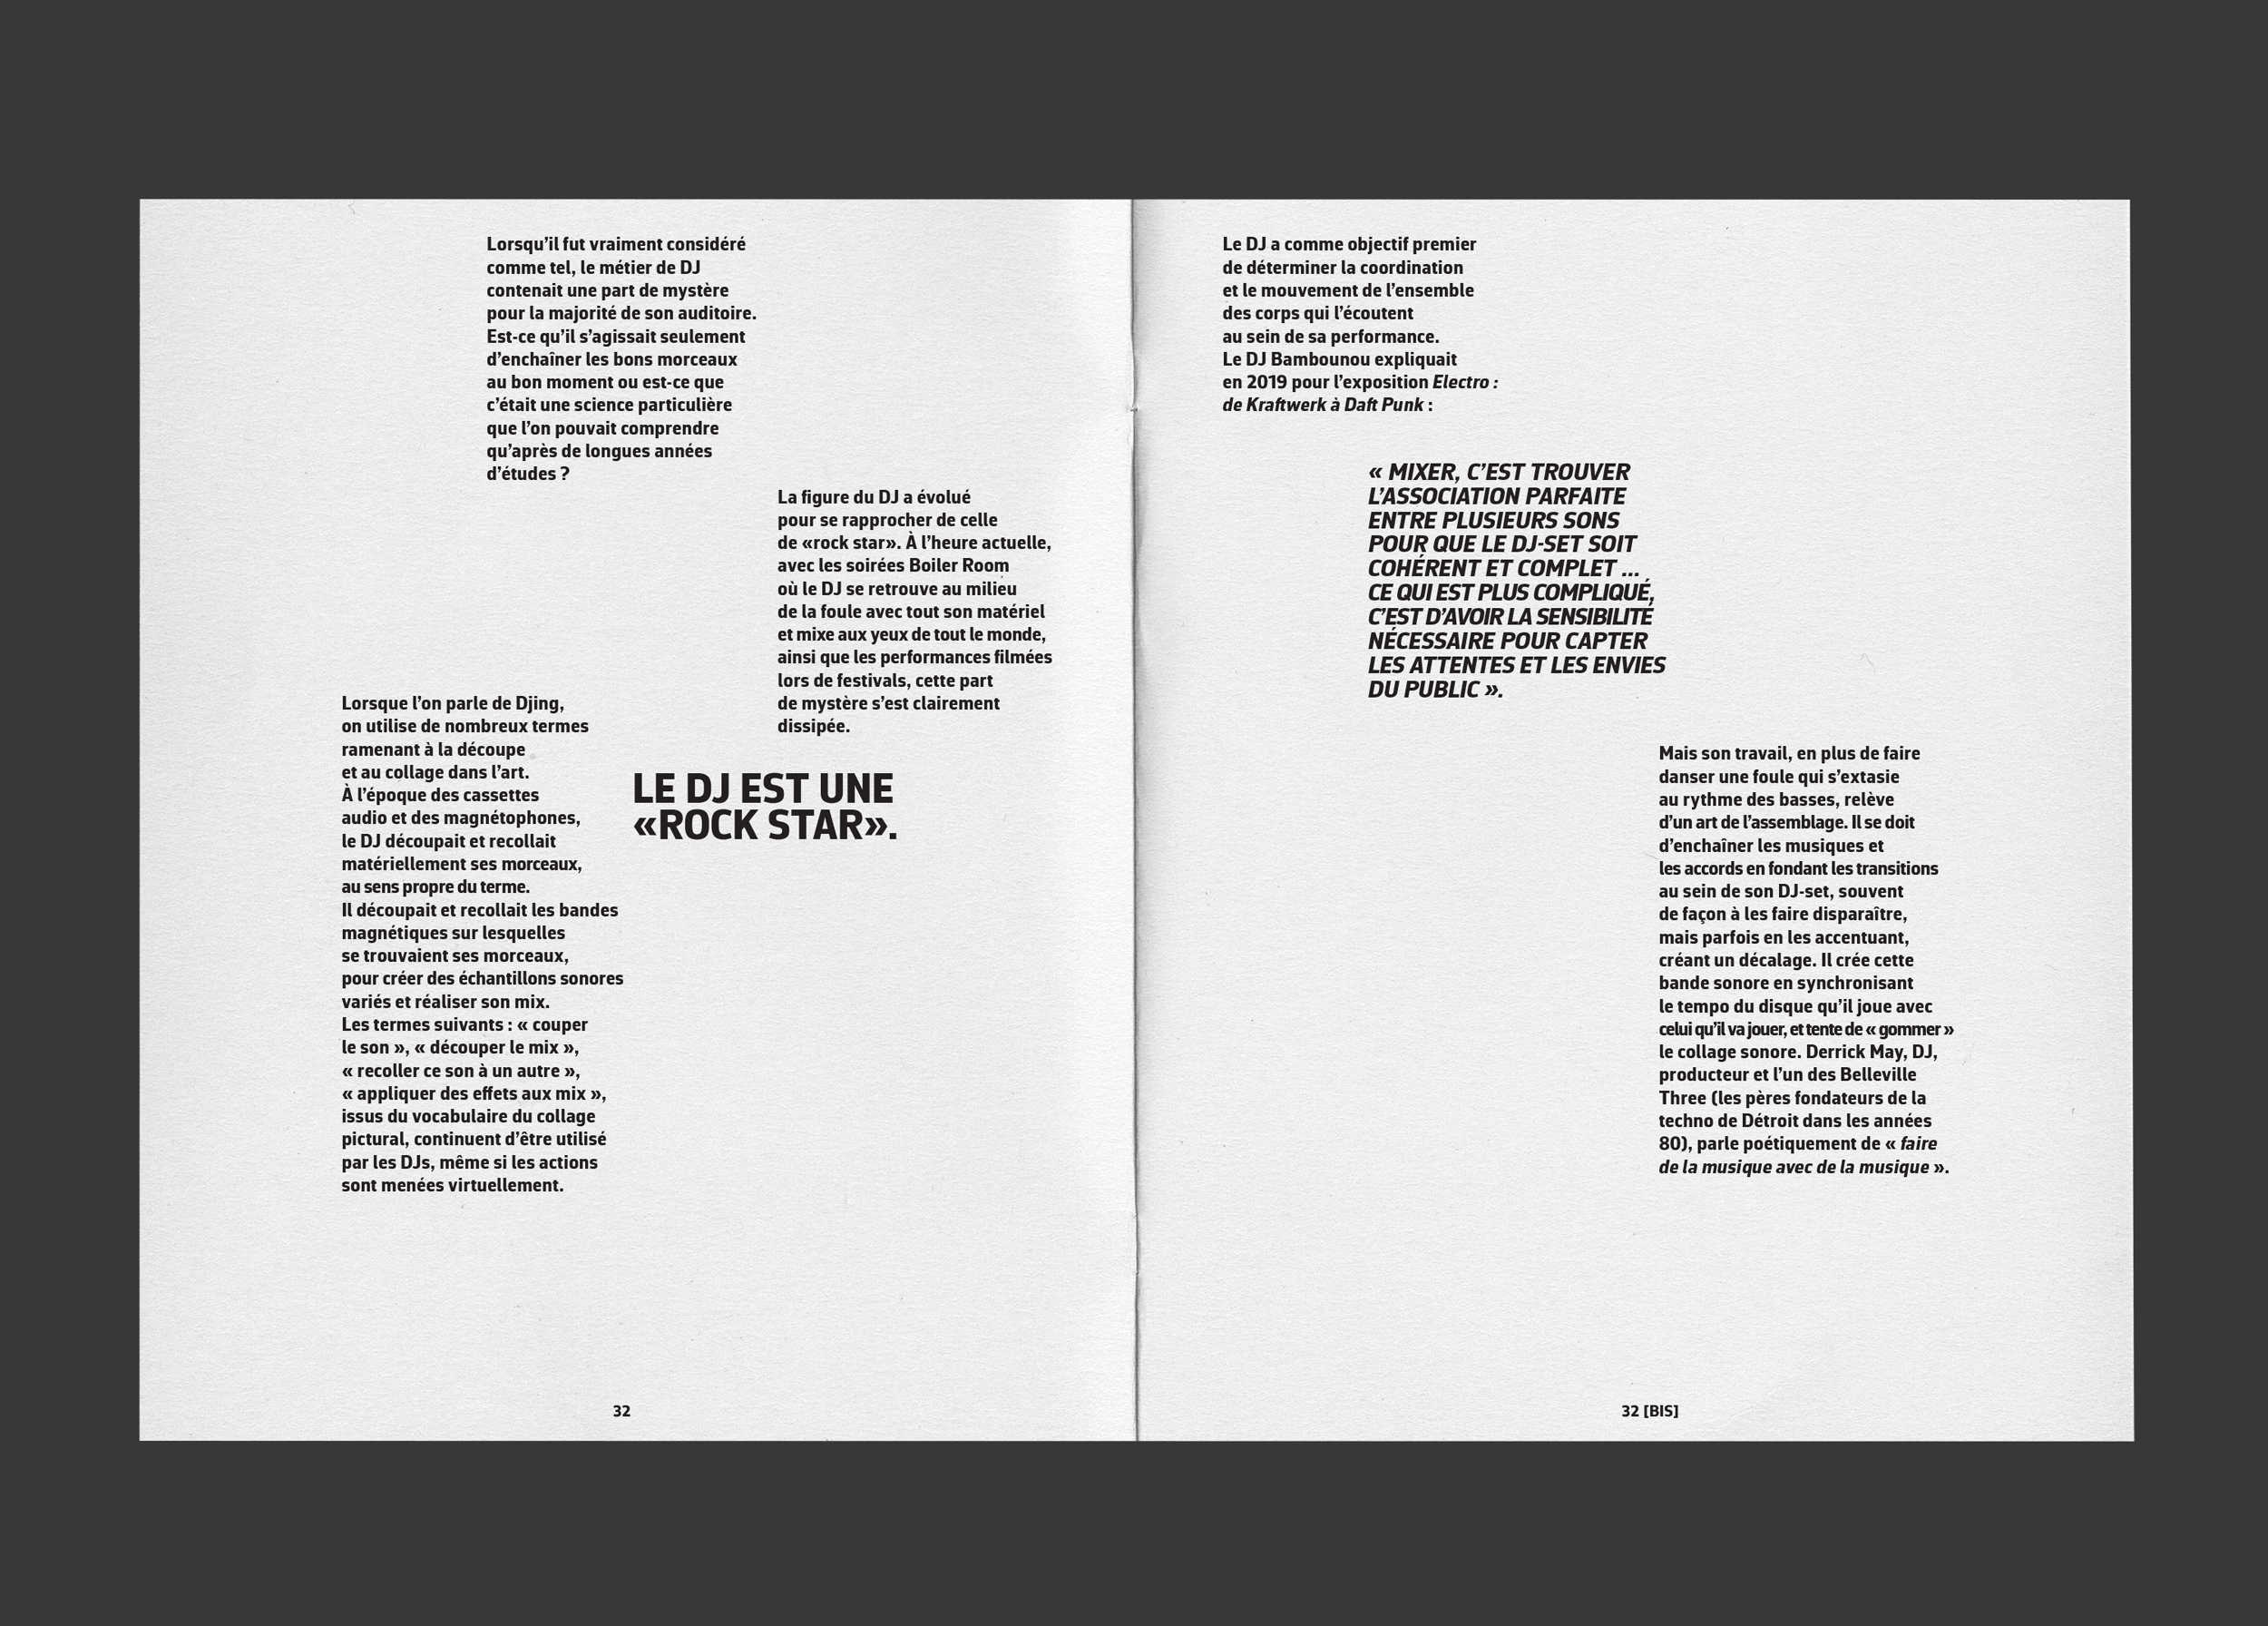 Lorsqu’il fut vraiment considéré
comme tel, le métier de DJ
contenait une part de mystère
pour la majorité de son auditoire.
Est-ce qu’il s’agissait seulement
d’enchaîner les bons morceaux
au bon moment ou est-ce que
c’était une science particulière
que l’on pouvait comprendre
qu’après de longues années
d’études ?
La figure du DJ a évolué
pour se rapprocher de celle
de «rock star». À l’heure actuelle,
avec les soirées Boiler Room
où le DJ se retrouve au milieu
de la foule avec tout son matériel
et mixe aux yeux de tout le monde,
ainsi que les performances filmées
lors de festivals, cette part
de mystère s’est clairement
dissipée.
LE DJ EST UNE
«ROCK STAR».
Lorsque l’on parle de Djing,
on utilise de nombreux termes
ramenant à la découpe
et au collage dans l’art.
À l’époque des cassettes
audio et des magnétophones,
le DJ découpait et recollait
matériellement ses morceaux,
au sens propre du terme.
Il découpait et recollait les bandes
magnétiques sur lesquelles
se trouvaient ses morceaux,
pour créer des échantillons sonores
variés et réaliser son mix.
Les termes suivants : « couper
le son », « découper le mix »,
« recoller ce son à un autre »,
« appliquer des effets aux mix »,
issus du vocabulaire du collage
pictural, continuent d’être utilisé
par les DJs, même si les actions
sont menées virtuellement.
32
Le DJ a comme objectif premier
de déterminer la coordination
et le mouvement de l’ensemble
des corps qui l’écoutent
au sein de sa performance.
Le DJ Bambounou expliquait
en 2019 pour l’exposition Electro :
de Kraftwerk à Daft Punk :
« MIXER, C’EST TROUVER
L’ASSOCIATION PARFAITE
ENTRE PLUSIEURS SONS
POUR QUE LE DJ-SET SOIT
COHÉRENT ET COMPLET ...
CE QUI EST PLUS COMPLIQUÉ,
C’EST D’AVOIR LA SENSIBILITÉ
NÉCESSAIRE POUR CAPTER
LES ATTENTES ET LES ENVIES
DU PUBLIC ».
Mais son travail, en plus de faire
danser une foule qui s’extasie
au rythme des basses, relève
d’un art de l’assemblage. Il se doit
d’enchaîner les musiques et
les accords en fondant les transitions
au sein de son DJ-set, souvent
de façon à les faire disparaître,
mais parfois en les accentuant,
créant un décalage. Il crée cette
bande sonore en synchronisant
le tempo du disque qu’il joue avec
celui qu’il va jouer, et tente de « gommer »
le collage sonore. Derrick May, DJ,
producteur et l’un des Belleville
Three (les pères fondateurs de la
techno de Détroit dans les années
80), parle poétiquement de « faire
de la musique avec de la musique ».
32 [BIS]